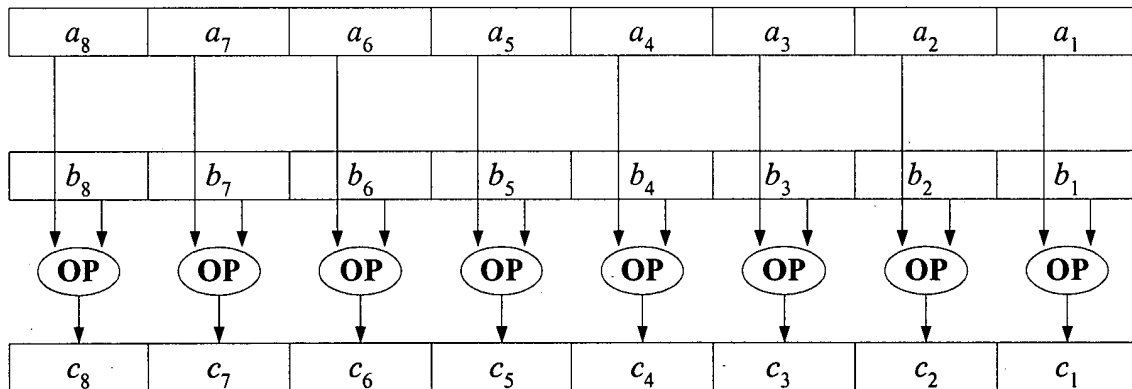 a₈ a₇ a₆ a₅ a₄ a₃ a₂ a₁
b₈ b₇ b₆ b₅ b₄ b₃ b₂ b₁
OP OP OP OP OP OP OP OP
c₈ c₇ c₆ c₅ c₄ c₃ c₂ c₁